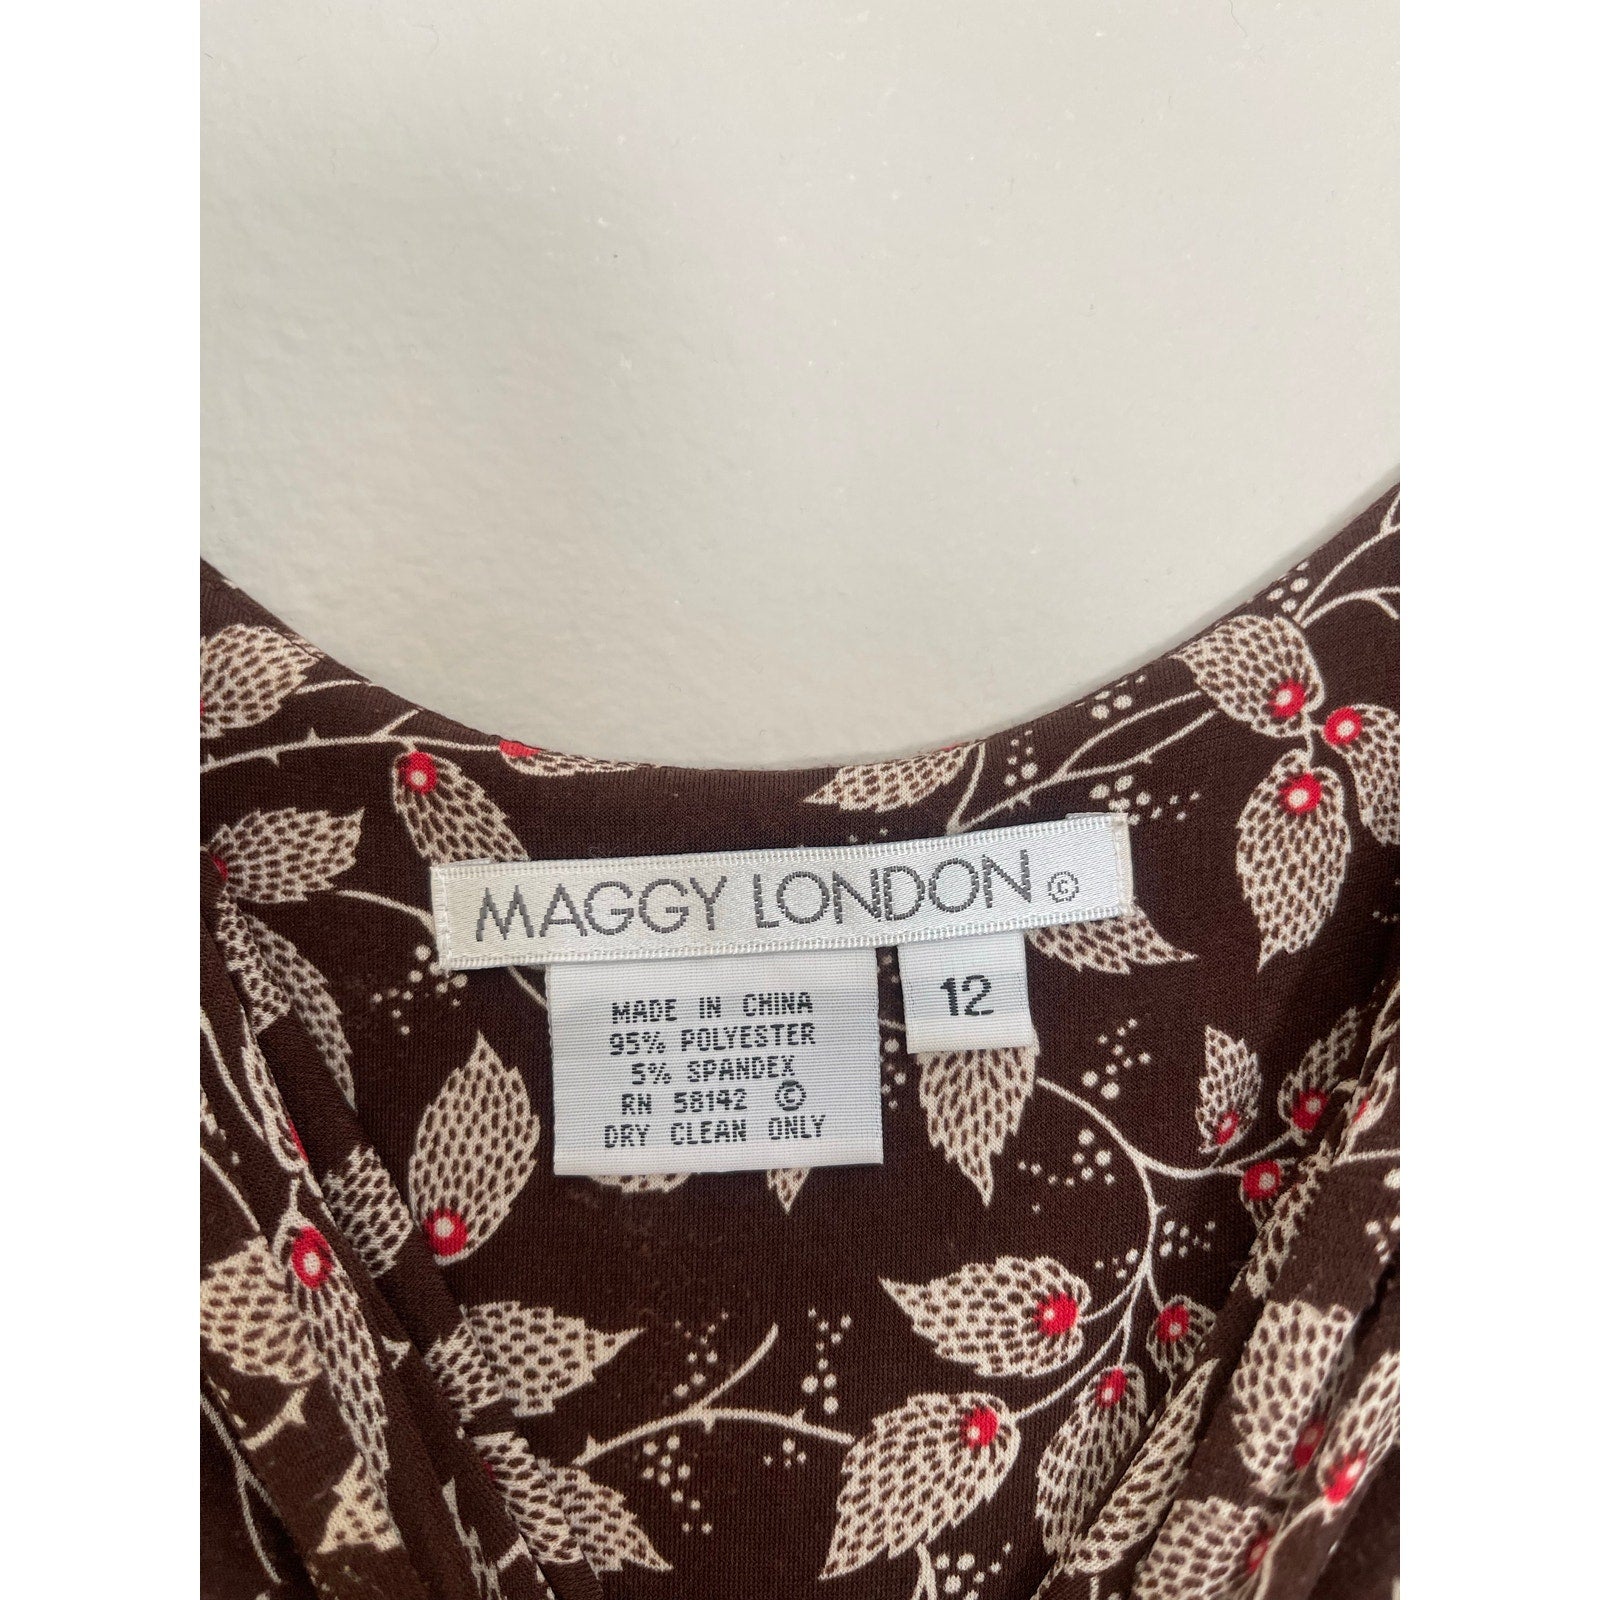 MAGGY LONDON ©
12
MADE IN CHINA
95% POLYESTER
5% SPANDEX
RN 58142 ©
DRY CLEAN ONLY